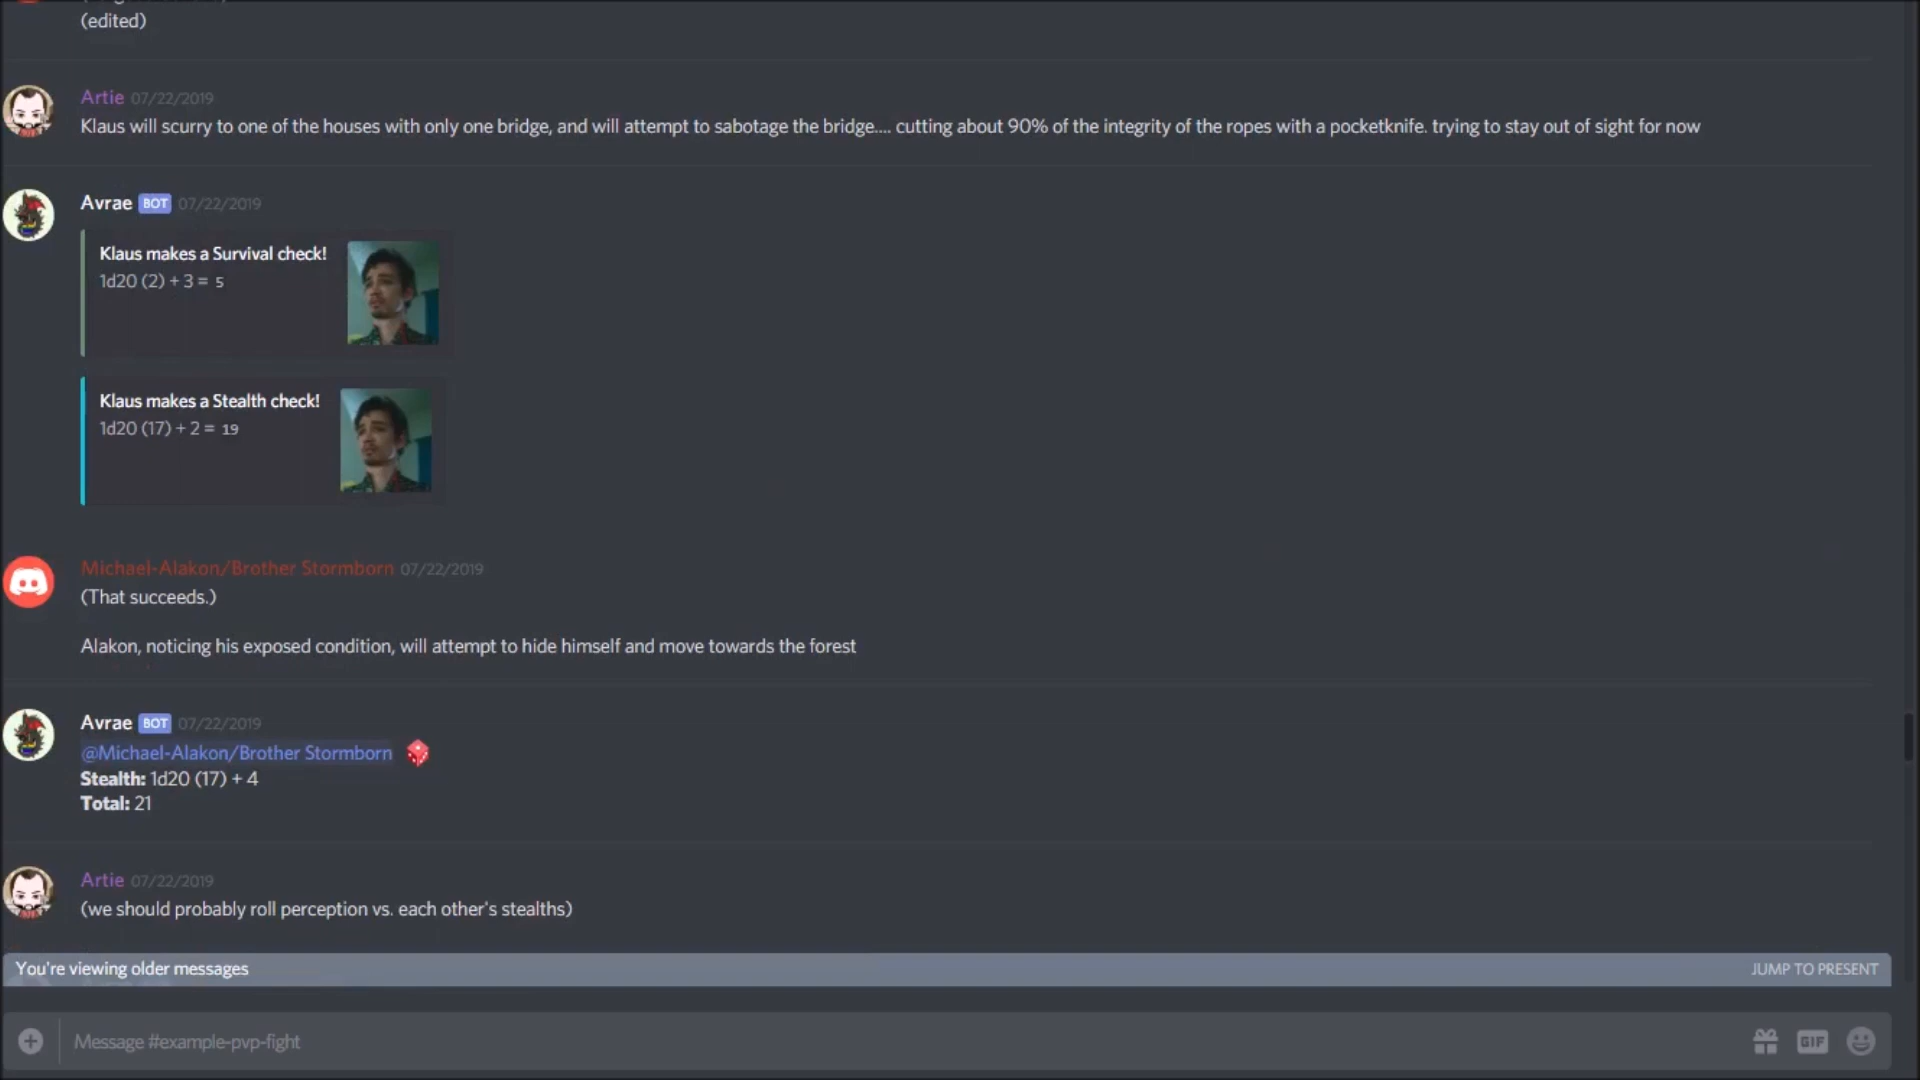 (edited)
Artie 07/22/2019
Klaus will scurry to one of the houses with only one bridge, and will attempt to sabotage the bridge.... cutting about 90% of the integrity of the ropes with a pocketknife. trying to stay out of sight for now
Avrae BOT 07/22/2019
Klaus makes a Survival check!
1d20 (2) + 3 = 5
Klaus makes a Stealth check!
1d20 (17) + 2 = 19
Michael-Alakon/Brother Stormborn 07/22/2019
(That succeeds.)
Alakon, noticing his exposed condition, will attempt to hide himself and move towards the forest
Avrae BOT 07/22/2019
@Michael-Alakon/Brother Stormborn
Stealth: 1d20 (17) + 4
Total: 21
Artie 07/22/2019
(we should probably roll perception vs. each other's stealths)
You're viewing older messages JUMP TO PRESENT
Message #example-pvp-fight GIF